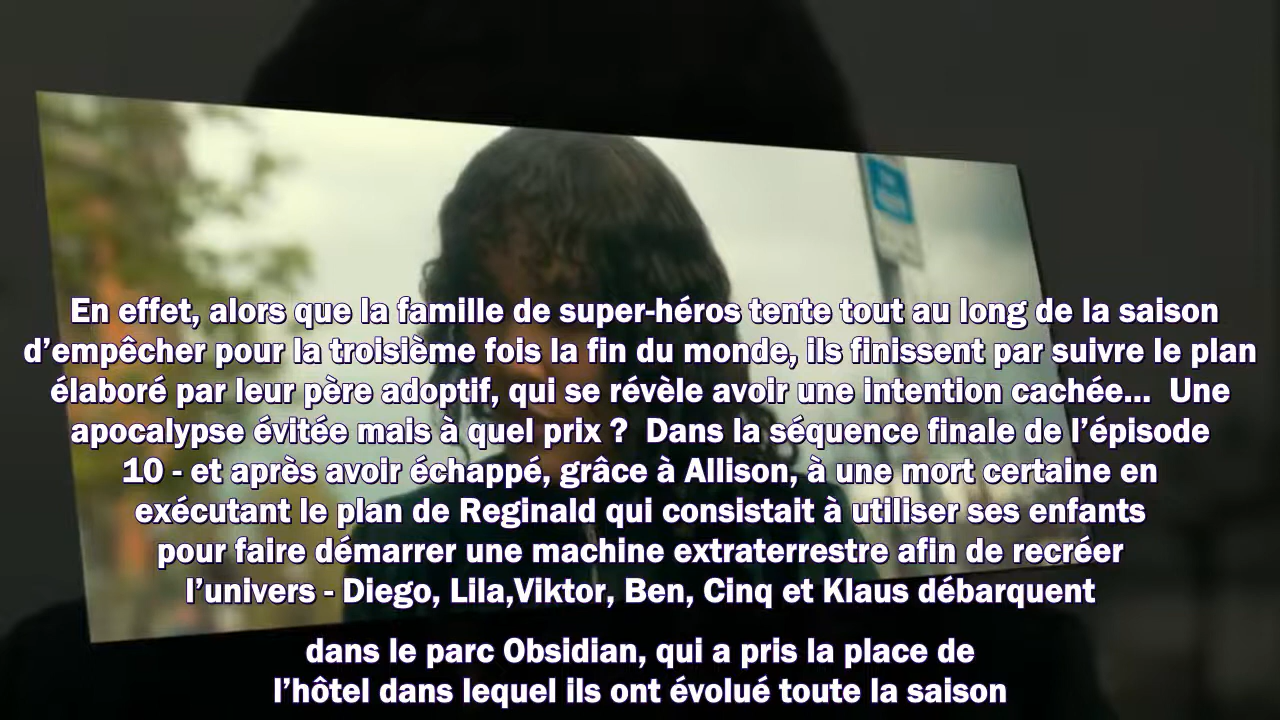 En effet, alors que la famille de super-héros tente tout au long de la saison
d’empêcher pour la troisième fois la fin du monde, ils finissent par suivre le plan
élaboré par leur père adoptif, qui se révèle avoir une intention cachée...  Une
apocalypse évitée mais à quel prix ?  Dans la séquence finale de l’épisode
10 - et après avoir échappé, grâce à Allison, à une mort certaine en
exécutant le plan de Reginald qui consistait à utiliser ses enfants
pour faire démarrer une machine extraterrestre afin de recréer
l’univers - Diego, Lila,Viktor, Ben, Cinq et Klaus débarquent
dans le parc Obsidian, qui a pris la place de
l’hôtel dans lequel ils ont évolué toute la saison